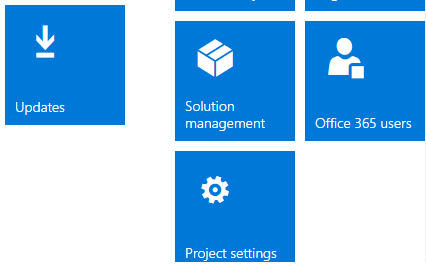 Updates
Solution
management
Office 365 users
Project settings